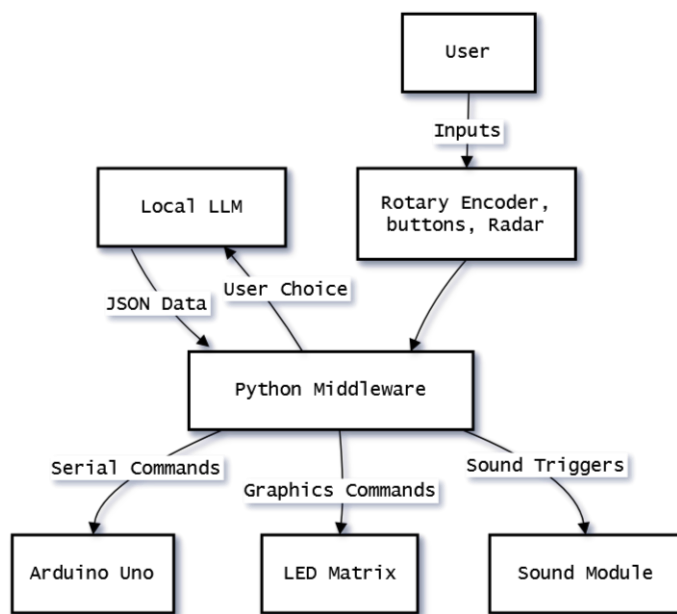 User
Inputs
Local LLM
Rotary Encoder,
buttons, Radar
User Choice
JSON Data
Python Middleware
Serial Commands
Graphics Commands
Sound Triggers
Arduino Uno
LED Matrix
Sound Module